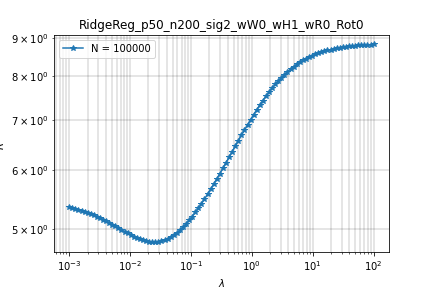 RidgeReg_p50_n200_sig2_wW0_wH1_wR0_Rot0
N = 100000
9 × 10⁰
8 × 10⁰
7 × 10⁰
6 × 10⁰
5 × 10⁰
10⁻³ 10⁻² 10⁻¹ 10⁰ 10¹ 10²
λ